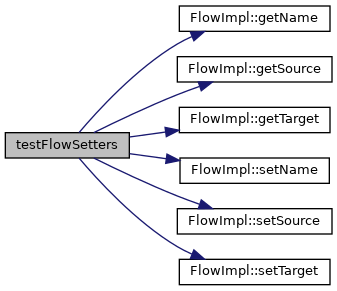 FlowImpl::getName
FlowImpl::getSource
FlowImpl::getTarget
testFlowSetters
FlowImpl::setName
FlowImpl::setSource
FlowImpl::setTarget